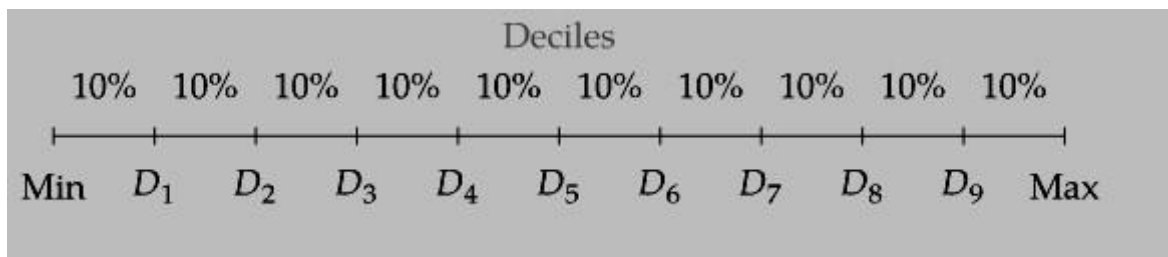 Deciles
10% 10% 10% 10% 10% 10% 10% 10% 10% 10%
Min D₁ D₂ D₃ D₄ D₅ D₆ D₇ D₈ D₉ Max